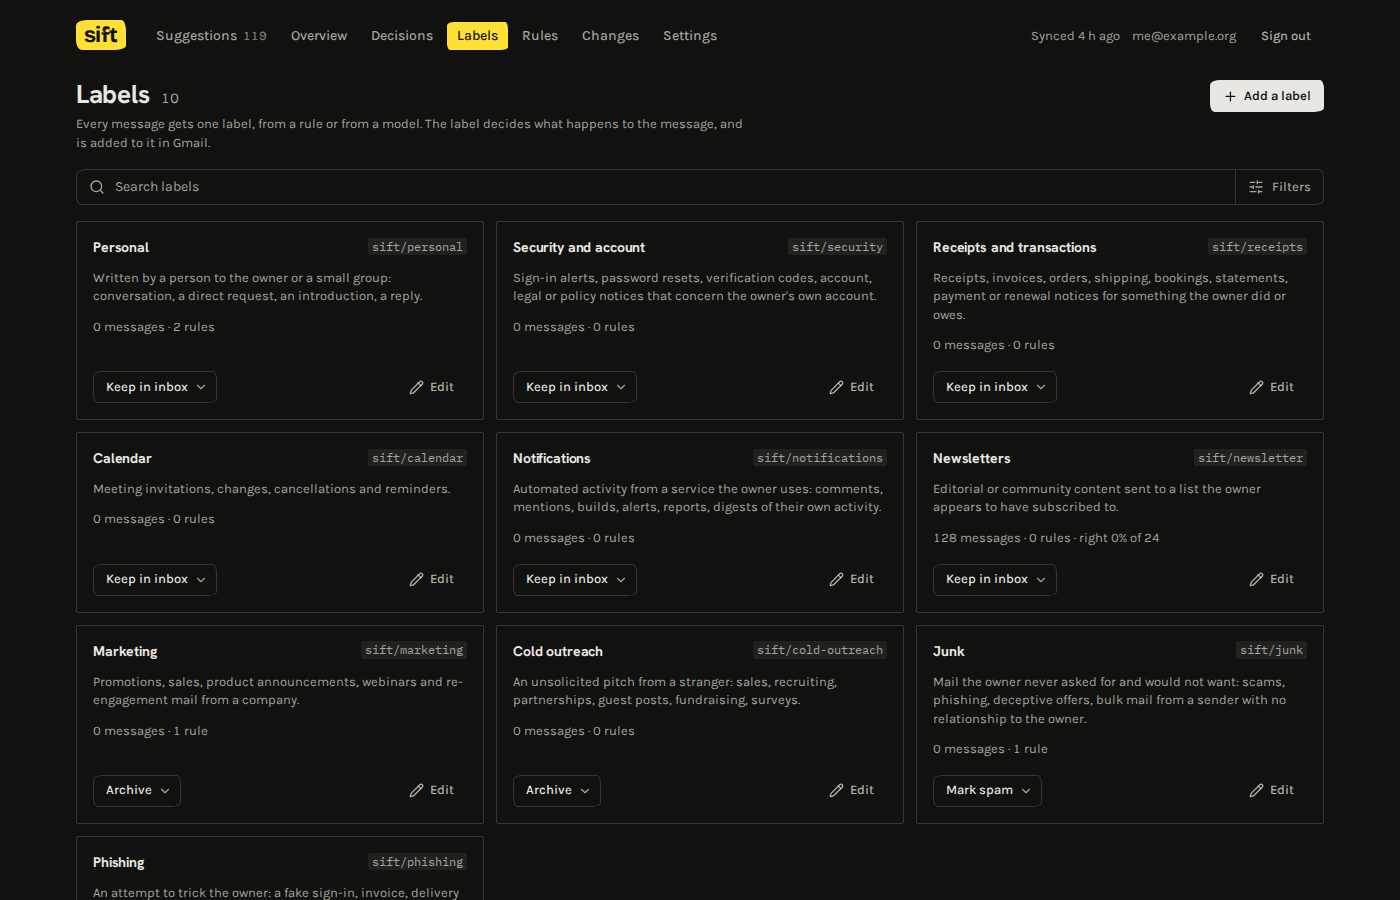 sift
Suggestions 119
Overview
Decisions
Labels
Rules
Changes
Settings
Synced 4 h ago
me@example.org
Sign out
Labels 10
Add a label
Every message gets one label, from a rule or from a model. The label decides what happens to the message, and
is added to it in Gmail.
Search labels
Filters
Personal
sift/personal
Written by a person to the owner or a small group:
conversation, a direct request, an introduction, a reply.
0 messages · 2 rules
Keep in inbox
Edit
Security and account
sift/security
Sign-in alerts, password resets, verification codes, account,
legal or policy notices that concern the owner's own account.
0 messages · 0 rules
Keep in inbox
Edit
Receipts and transactions
sift/receipts
Receipts, invoices, orders, shipping, bookings, statements,
payment or renewal notices for something the owner did or
owes.
0 messages · 0 rules
Keep in inbox
Edit
Calendar
sift/calendar
Meeting invitations, changes, cancellations and reminders.
0 messages · 0 rules
Keep in inbox
Edit
Notifications
sift/notifications
Automated activity from a service the owner uses: comments,
mentions, builds, alerts, reports, digests of their own activity.
0 messages · 0 rules
Keep in inbox
Edit
Newsletters
sift/newsletter
Editorial or community content sent to a list the owner
appears to have subscribed to.
128 messages · 0 rules · right 0% of 24
Keep in inbox
Edit
Marketing
sift/marketing
Promotions, sales, product announcements, webinars and re-
engagement mail from a company.
0 messages · 1 rule
Archive
Edit
Cold outreach
sift/cold-outreach
An unsolicited pitch from a stranger: sales, recruiting,
partnerships, guest posts, fundraising, surveys.
0 messages · 0 rules
Archive
Edit
Junk
sift/junk
Mail the owner never asked for and would not want: scams,
phishing, deceptive offers, bulk mail from a sender with no
relationship to the owner.
0 messages · 1 rule
Mark spam
Edit
Phishing
sift/phishing
An attempt to trick the owner: a fake sign-in, invoice, delivery